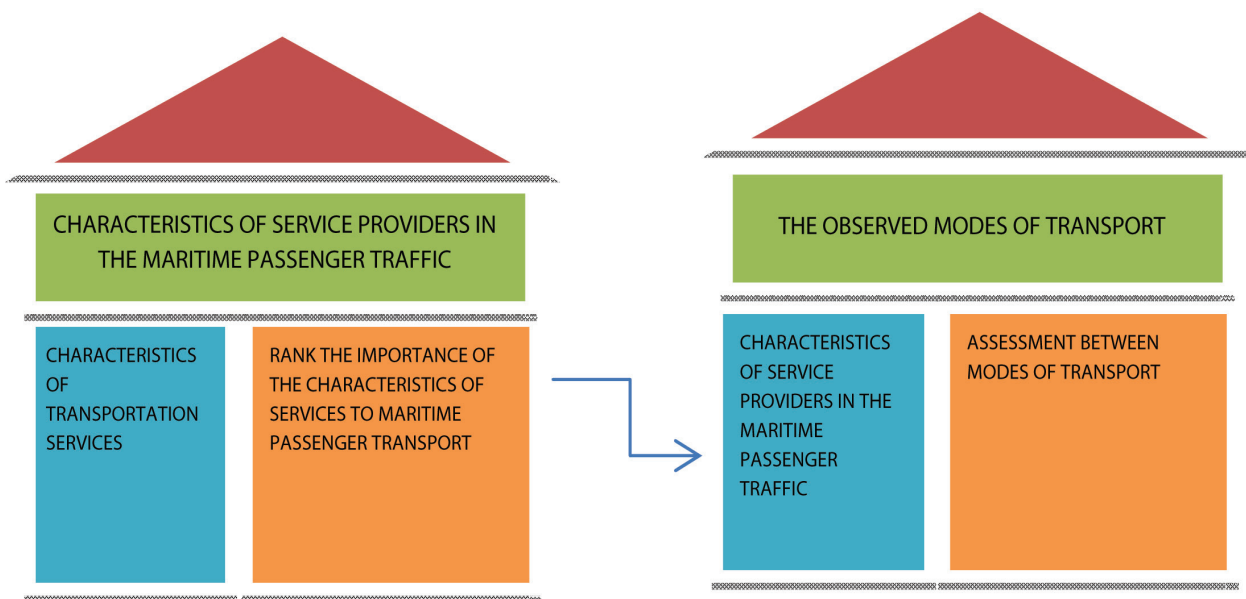 CHARACTERISTICS OF SERVICE PROVIDERS IN
THE MARITIME PASSENGER TRAFFIC
CHARACTERISTICS
OF
TRANSPORTATION
SERVICES
RANK THE IMPORTANCE OF
THE CHARACTERISTICS OF
SERVICES TO MARITIME
PASSENGER TRANSPORT
THE OBSERVED MODES OF TRANSPORT
CHARACTERISTICS
OF SERVICE
PROVIDERS IN THE
MARITIME
PASSENGER
TRAFFIC
ASSESSMENT BETWEEN
MODES OF TRANSPORT